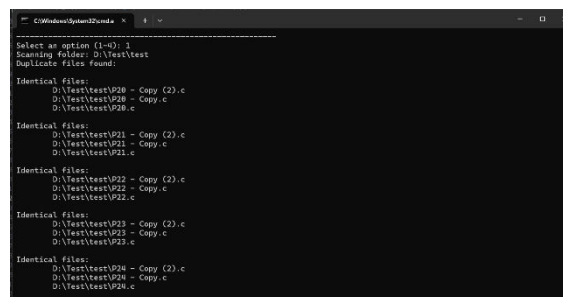 C:\Windows\System32\cmd.e
Select an option (1-4): 1
Scanning folder: D:\Test\test
Duplicate files found:
Identical files:
D:\Test\test\P20 - Copy (2).c
D:\Test\test\P20 - Copy.c
D:\Test\test\P20.c
Identical files:
D:\Test\test\P21 - Copy (2).c
D:\Test\test\P21 - Copy.c
D:\Test\test\P21.c
Identical files:
D:\Test\test\P22 - Copy (2).c
D:\Test\test\P22 - Copy.c
D:\Test\test\P22.c
Identical files:
D:\Test\test\P23 - Copy (2).c
D:\Test\test\P23 - Copy.c
D:\Test\test\P23.c
Identical files:
D:\Test\test\P24 - Copy (2).c
D:\Test\test\P24 - Copy.c
D:\Test\test\P24.c